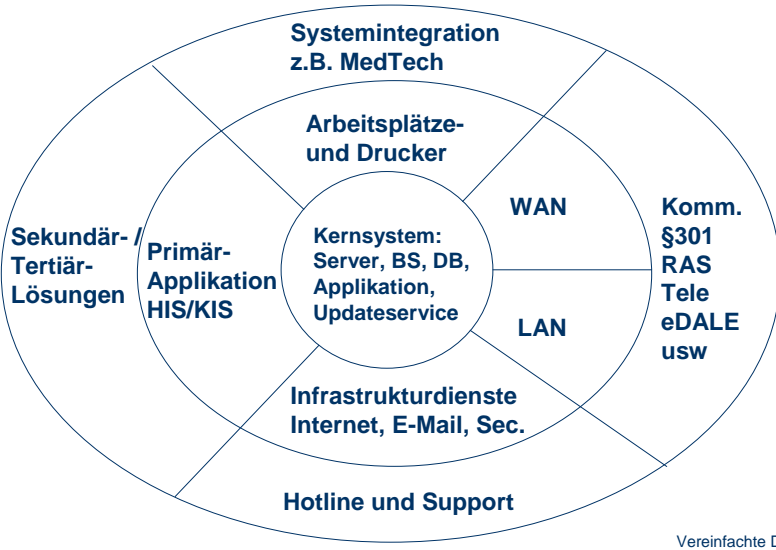 Systemintegration
z.B. MedTech
Arbeitsplätze-
und Drucker
WAN
Komm.
§301
RAS
Tele
eDALE
usw
Sekundär- /
Tertiär-
Lösungen
Primär-
Applikation
HIS/KIS
Kernsystem:
Server, BS, DB,
Applikation,
Updateservice
LAN
Infrastrukturdienste
Internet, E-Mail, Sec.
Hotline und Support
Vereinfachte D